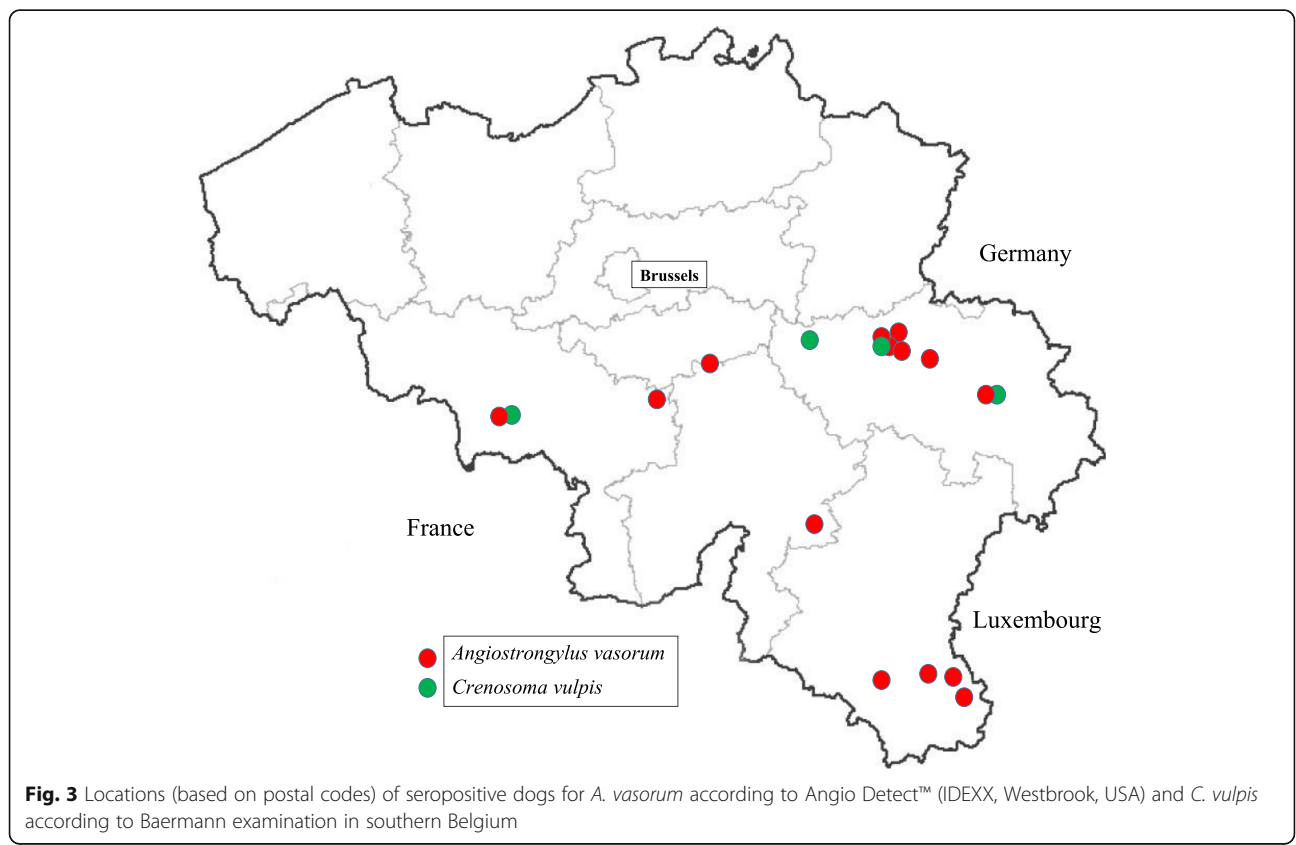 Germany
Brussels
France
Luxembourg
Angiostrongylus vasorum
Crenosoma vulpis
Fig. 3 Locations (based on postal codes) of seropositive dogs for A. vasorum according to Angio Detect™ (IDEXX, Westbrook, USA) and C. vulpis
according to Baermann examination in southern Belgium